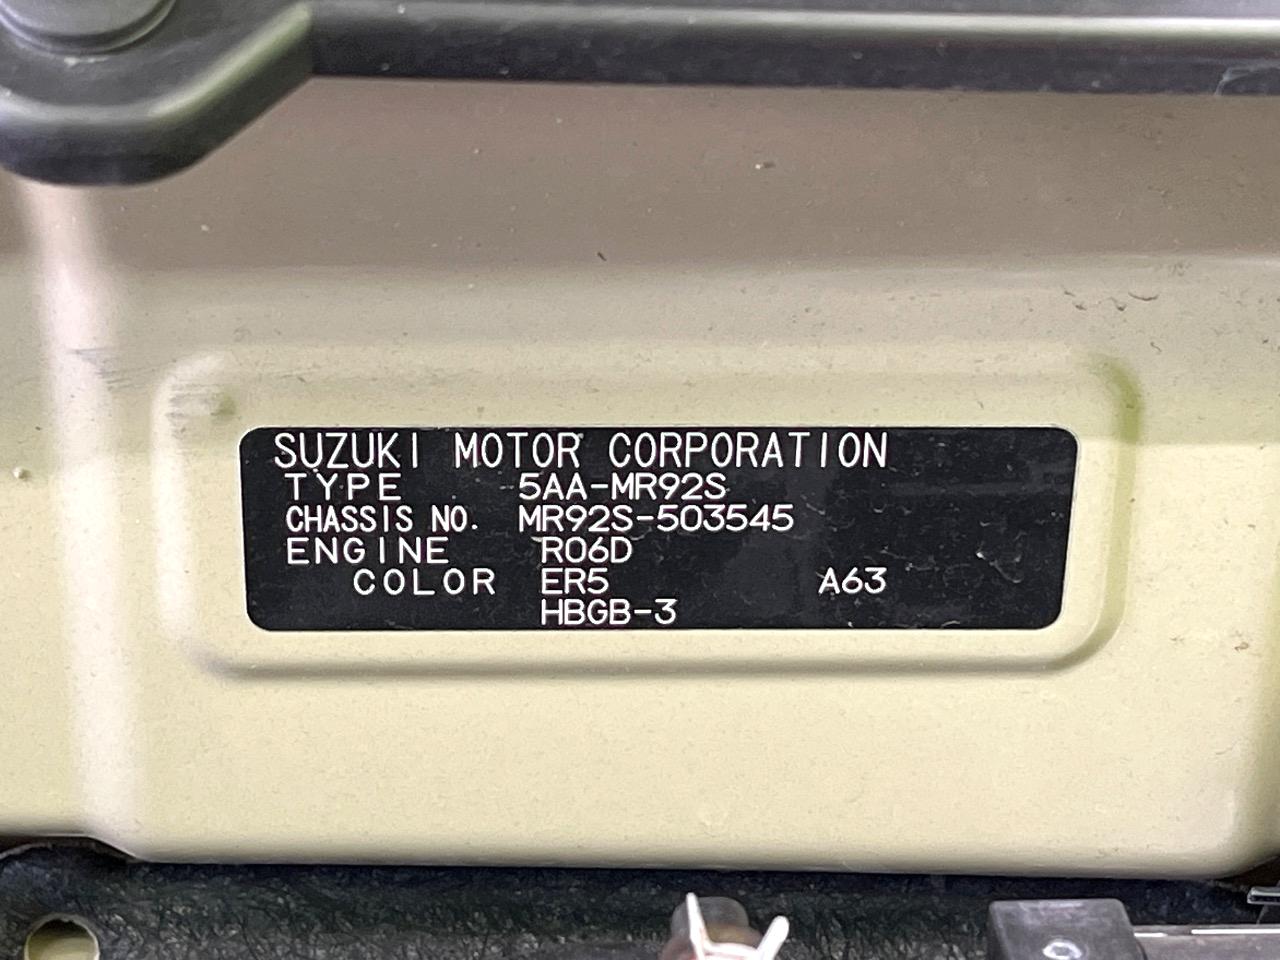 SUZUKI MOTOR CORPORATION
TYPE 5AA-MR92S
CHASSIS NO. MR92S-503545
ENGINE R06D
COLOR ER5 A63
HBGB-3